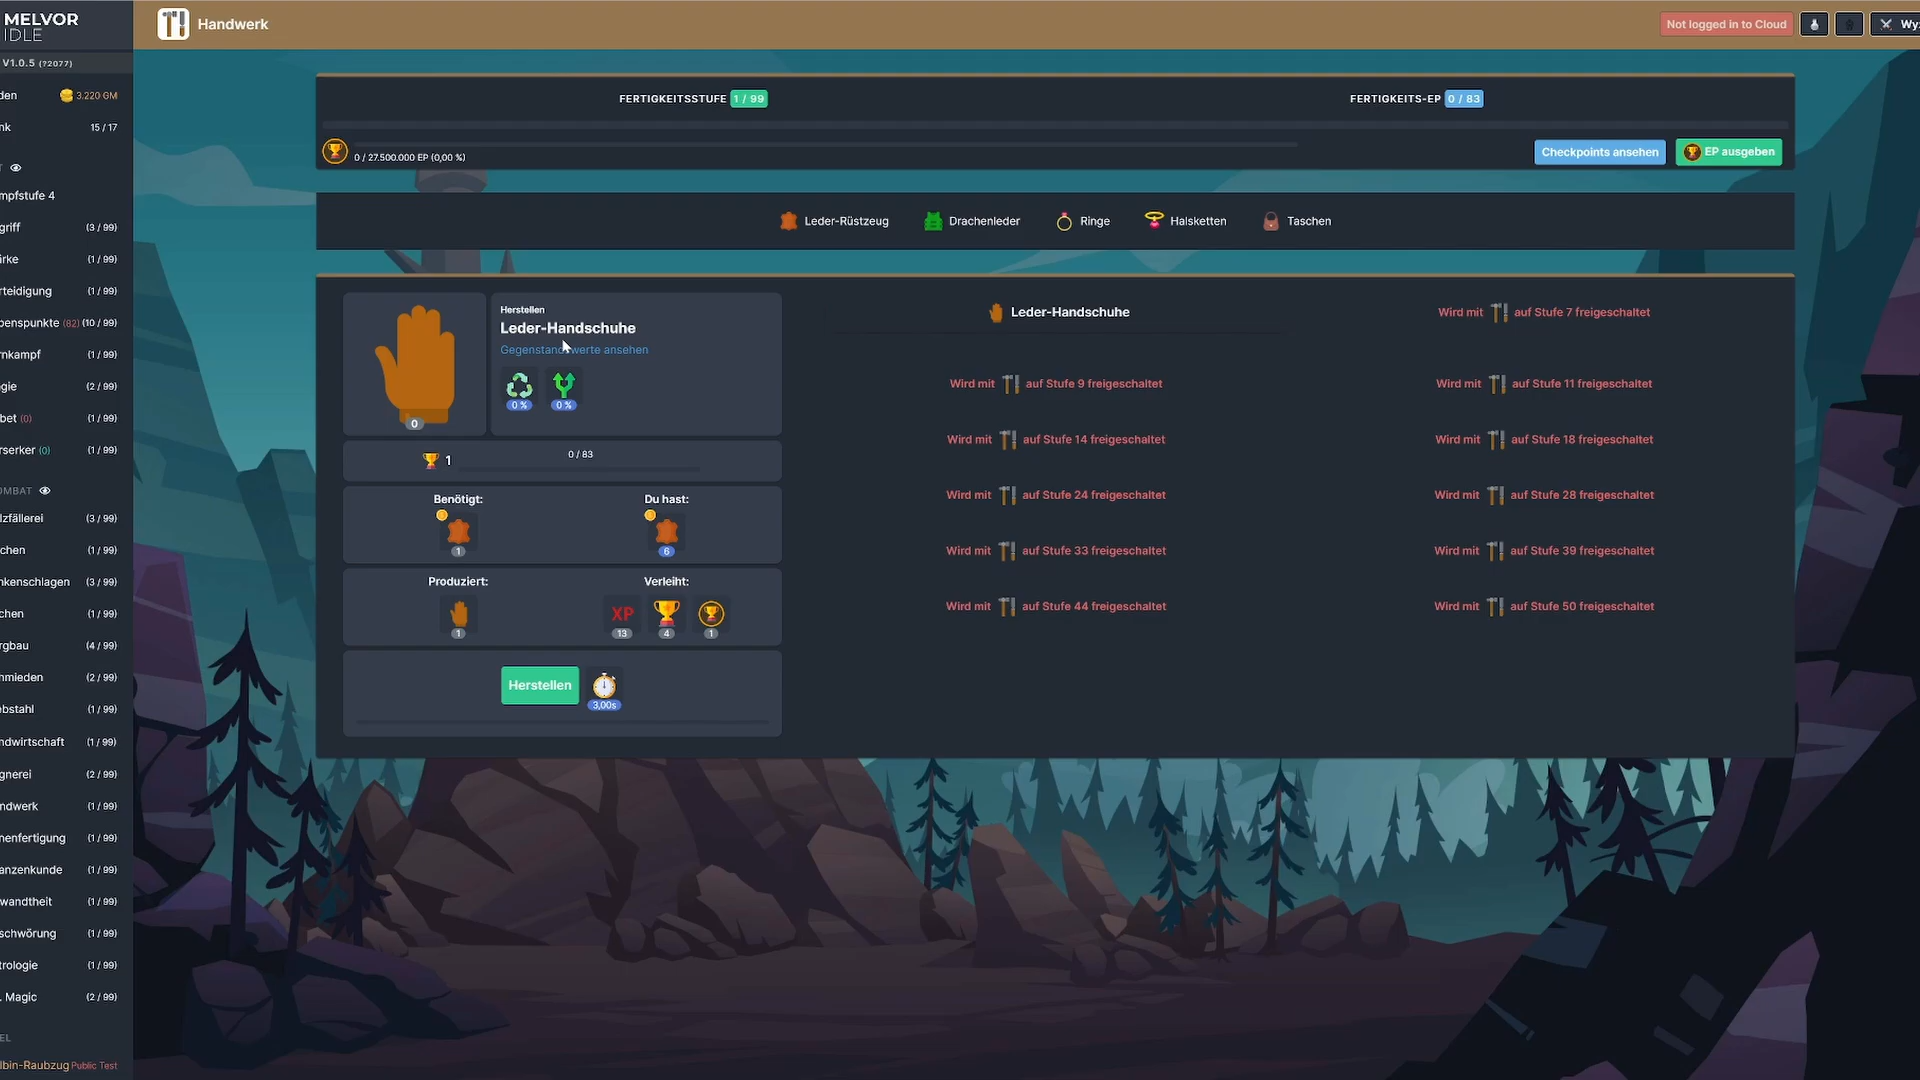 MELVOR
IDLE
Handwerk
Not logged in to Cloud
Wy
V1.0.5 (?2077)
den 3.220 GM
nk 15 / 17
T
mpfstufe 4
griff (3 / 99)
rke (1 / 99)
rteidigung (1 / 99)
benspunkte (82) (10 / 99)
rnkampf (1 / 99)
gie (2 / 99)
bet (0) (1 / 99)
rserker (0) (1 / 99)
OMBAT
lzfällerei (3 / 99)
chen (1 / 99)
nkenschlagen (3 / 99)
chen (1 / 99)
rgbau (4 / 99)
hmieden (2 / 99)
ebstahl (1 / 99)
ndwirtschaft (1 / 99)
gnerei (2 / 99)
ndwerk (1 / 99)
nenfertigung (1 / 99)
anzenkunde (1 / 99)
wandtheit (1 / 99)
schwörung (1 / 99)
trologie (1 / 99)
. Magic (2 / 99)
EL
lbin-Raubzug Public Test
FERTIGKEITSSTUFE 1 / 99
FERTIGKEITS-EP 0 / 83
0 / 27.500.000 EP (0,00 %)
Checkpoints ansehen
EP ausgeben
Leder-Rüstzeug
Drachenleder
Ringe
Halsketten
Taschen
Herstellen
Leder-Handschuhe
Gegenstandswerte ansehen
0 %
0 %
0
1
0 / 83
Benötigt:
Du hast:
1
6
Produziert:
Verleiht:
1
XP
13
4
1
Herstellen
3,00s
Leder-Handschuhe
Wird mit auf Stufe 7 freigeschaltet
Wird mit auf Stufe 9 freigeschaltet
Wird mit auf Stufe 11 freigeschaltet
Wird mit auf Stufe 14 freigeschaltet
Wird mit auf Stufe 18 freigeschaltet
Wird mit auf Stufe 24 freigeschaltet
Wird mit auf Stufe 28 freigeschaltet
Wird mit auf Stufe 33 freigeschaltet
Wird mit auf Stufe 39 freigeschaltet
Wird mit auf Stufe 44 freigeschaltet
Wird mit auf Stufe 50 freigeschaltet